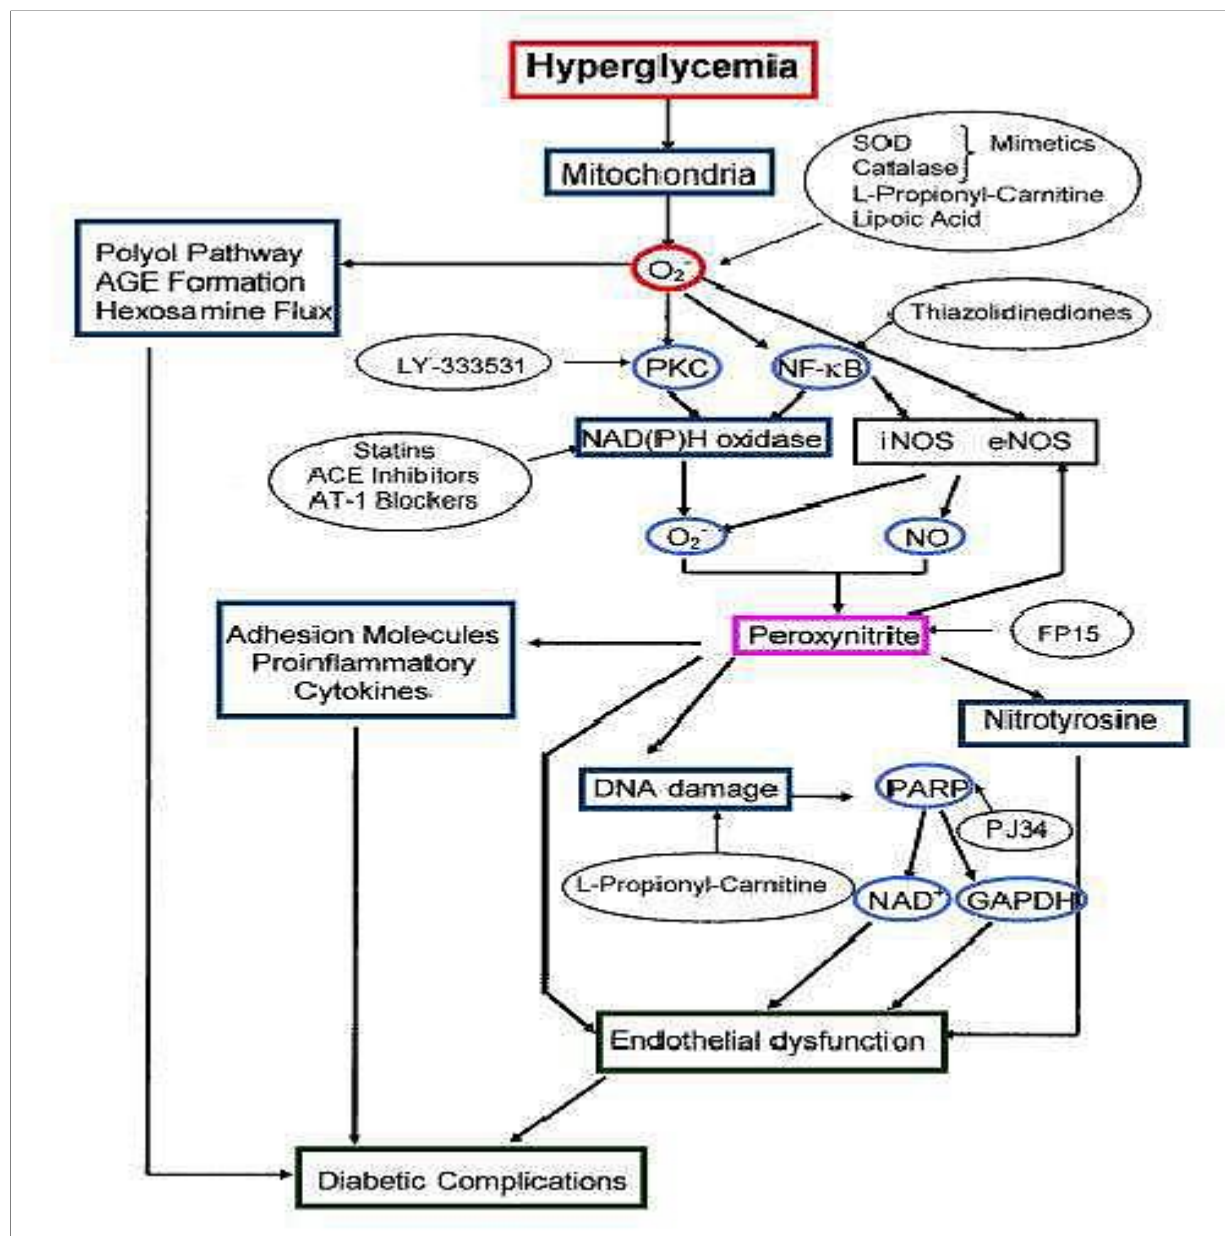 Hyperglycemia
SOD
Catalase } Mimetics
L-Propionyl-Carnitine
Lipoic Acid
Mitochondria
Polyol Pathway
AGE Formation
Hexosamine Flux
O₂⁻
Thiazolidinediones
LY-333531
PKC
NF-κB
NAD(P)H oxidase
iNOS eNOS
Statins
ACE Inhibitors
AT-1 Blockers
O₂⁻
NO
Adhesion Molecules
Proinflammatory
Cytokines
Peroxynitrite
FP15
Nitrotyrosine
DNA damage
PARP
PJ34
L-Propionyl-Carnitine
NAD⁺
GAPDH
Endothelial dysfunction
Diabetic Complications